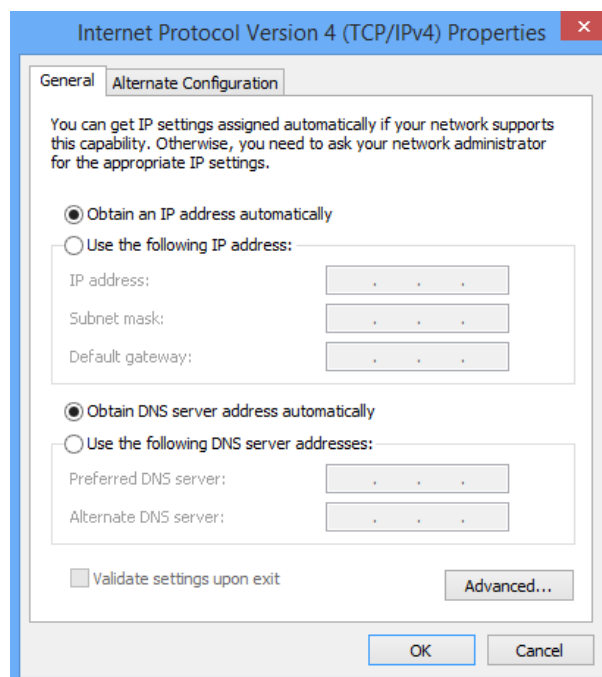 Internet Protocol Version 4 (TCP/IPv4) Properties
General
Alternate Configuration
You can get IP settings assigned automatically if your network supports
this capability. Otherwise, you need to ask your network administrator
for the appropriate IP settings.
Obtain an IP address automatically
Use the following IP address:
IP address:
Subnet mask:
Default gateway:
Obtain DNS server address automatically
Use the following DNS server addresses:
Preferred DNS server:
Alternate DNS server:
Validate settings upon exit
Advanced...
OK
Cancel